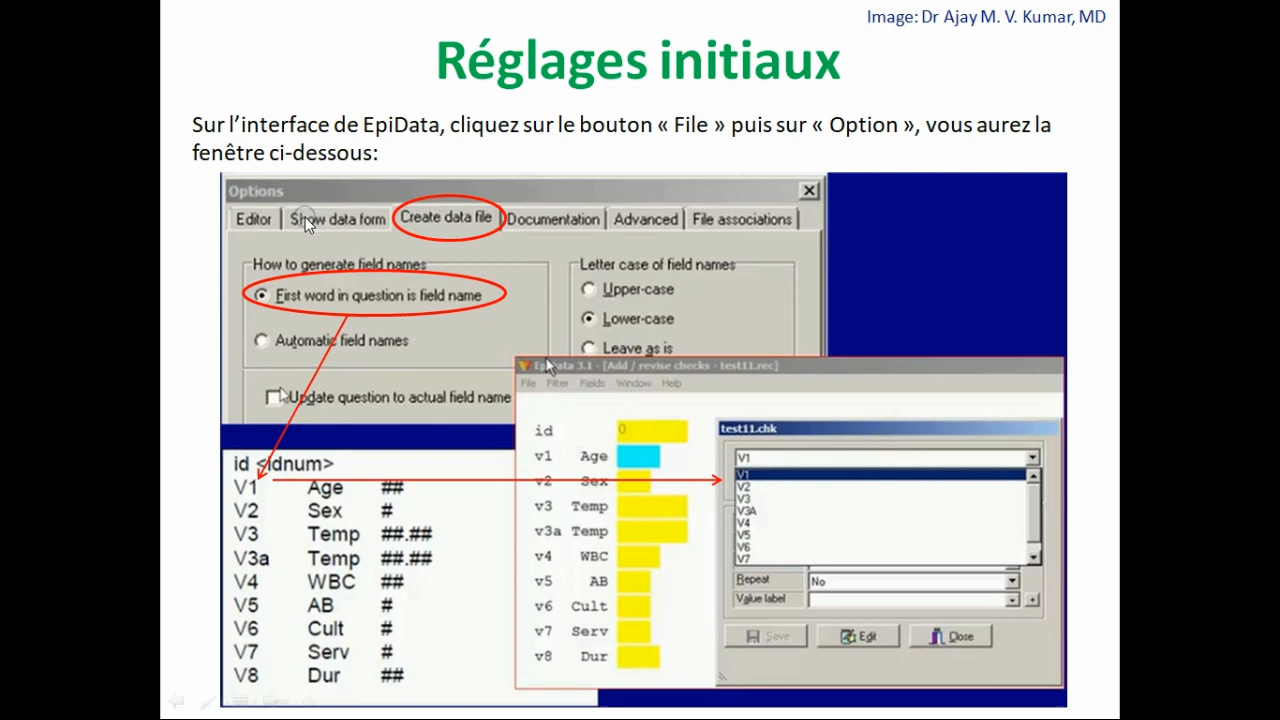 Image: Dr Ajay M. V. Kumar, MD
Réglages initiaux
Sur l’interface de EpiData, cliquez sur le bouton « File » puis sur « Option », vous aurez la
fenêtre ci-dessous:
Options
Editor Show data form Create data file Documentation Advanced File associations
How to generate field names
First word in question is field name
Automatic field names
Update question to actual field name
Letter case of field names
Upper-case
Lower-case
Leave as is
id <idnum>
V1 Age ##
V2 Sex #
V3 Temp ##.##
V3a Temp ##.##
V4 WBC ##
V5 AB #
V6 Cult #
V7 Serv #
V8 Dur ##
EpiData 3.1 - [Add / revise checks - test11.rec]
File Filter Fields Window Help
id 0
v1 Age
v2 Sex
v3 Temp
v3a Temp
v4 WBC
v5 AB
v6 Cult
v7 Serv
v8 Dur
test11.chk
V1
V1
V2
V3
V3A
V4
V5
V6
V7
Repeat No
Value label +
Save Edit Close